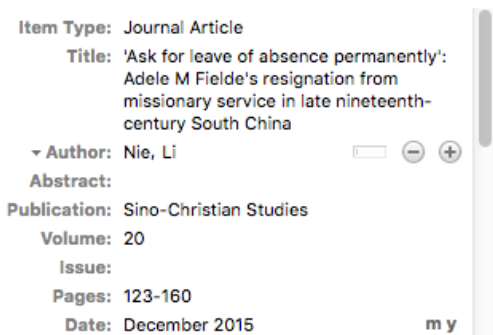 Item Type: Journal Article
Title: 'Ask for leave of absence permanently':
Adele M Fielde's resignation from
missionary service in late nineteenth-
century South China
Author: Nie, Li
Abstract:
Publication: Sino-Christian Studies
Volume: 20
Issue:
Pages: 123-160
Date: December 2015 m y